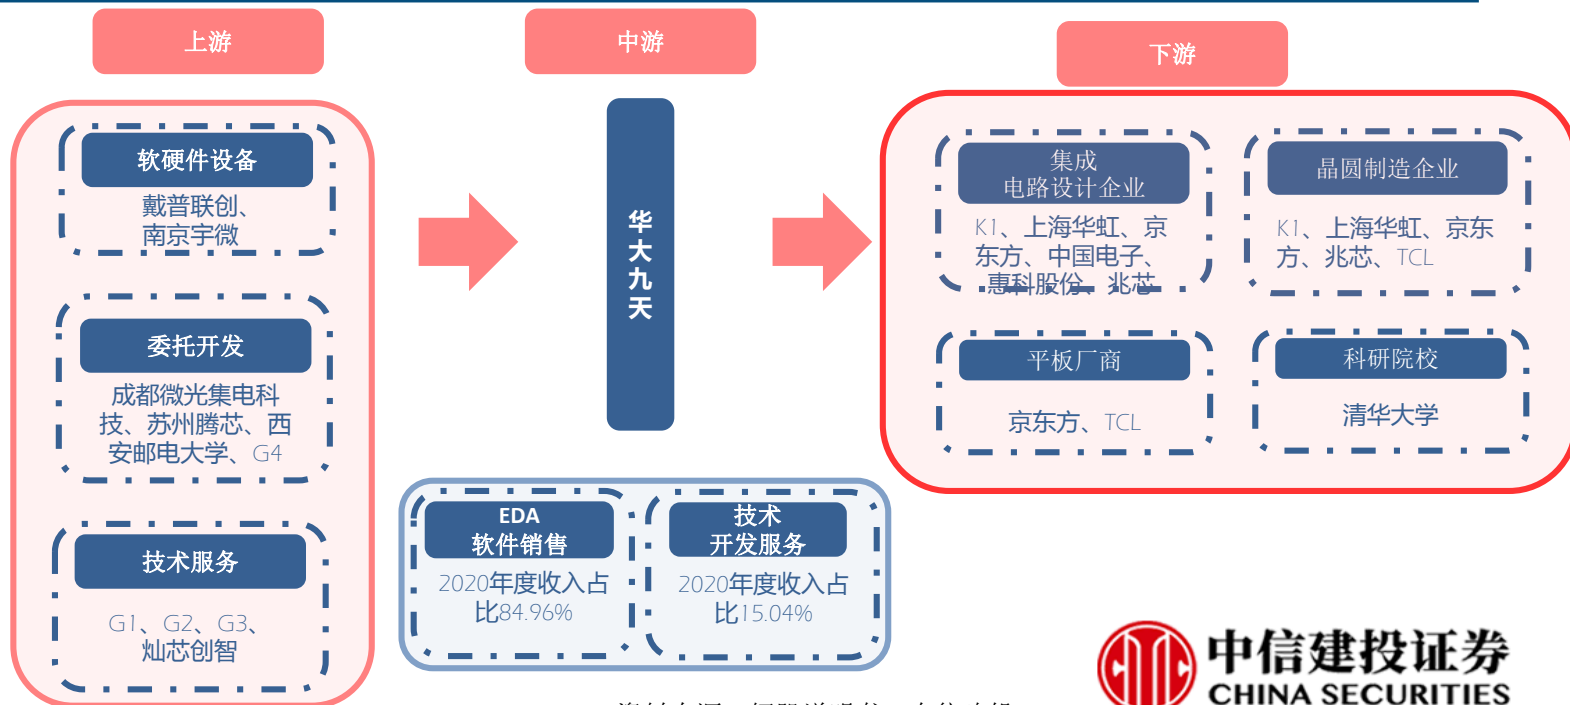 上游
中游
下游
软硬件设备
戴普联创、
南京宇微
委托开发
成都微光集电科
技、苏州腾芯、西
安邮电大学、G4
技术服务
G1、G2、G3、
灿芯创智
华
大
九
天
EDA
软件销售
2020年度收入占
比84.96%
技术
开发服务
2020年度收入占
比15.04%
集成
电路设计企业
K1、上海华虹、京
东方、中国电子、
惠科股份、兆芯
晶圆制造企业
K1、上海华虹、京东
方、兆芯、TCL
平板厂商
京东方、TCL
科研院校
清华大学
中信建投证券
CHINA SECURITIES